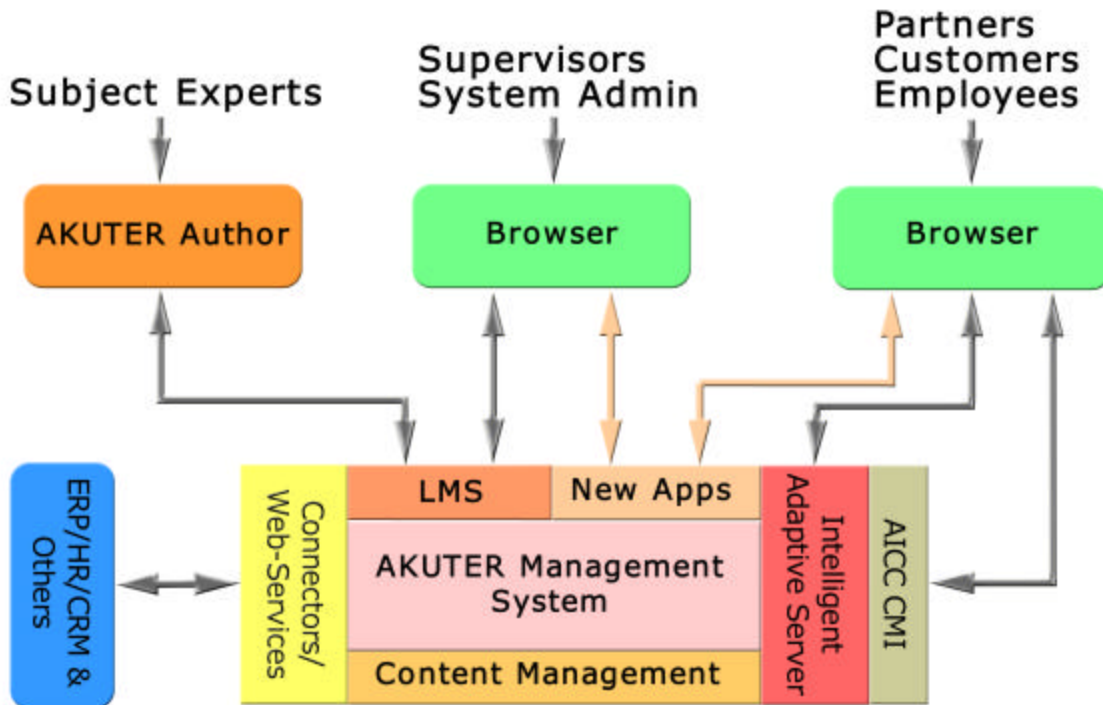 Subject Experts
Supervisors
System Admin
Partners
Customers
Employees
AKUTER Author
Browser
Browser
ERP/HR/CRM &
Others
Connectors/
Web-Services
LMS
New Apps
AKUTER Management
System
Content Management
Intelligent
Adaptive Server
AICC CMI